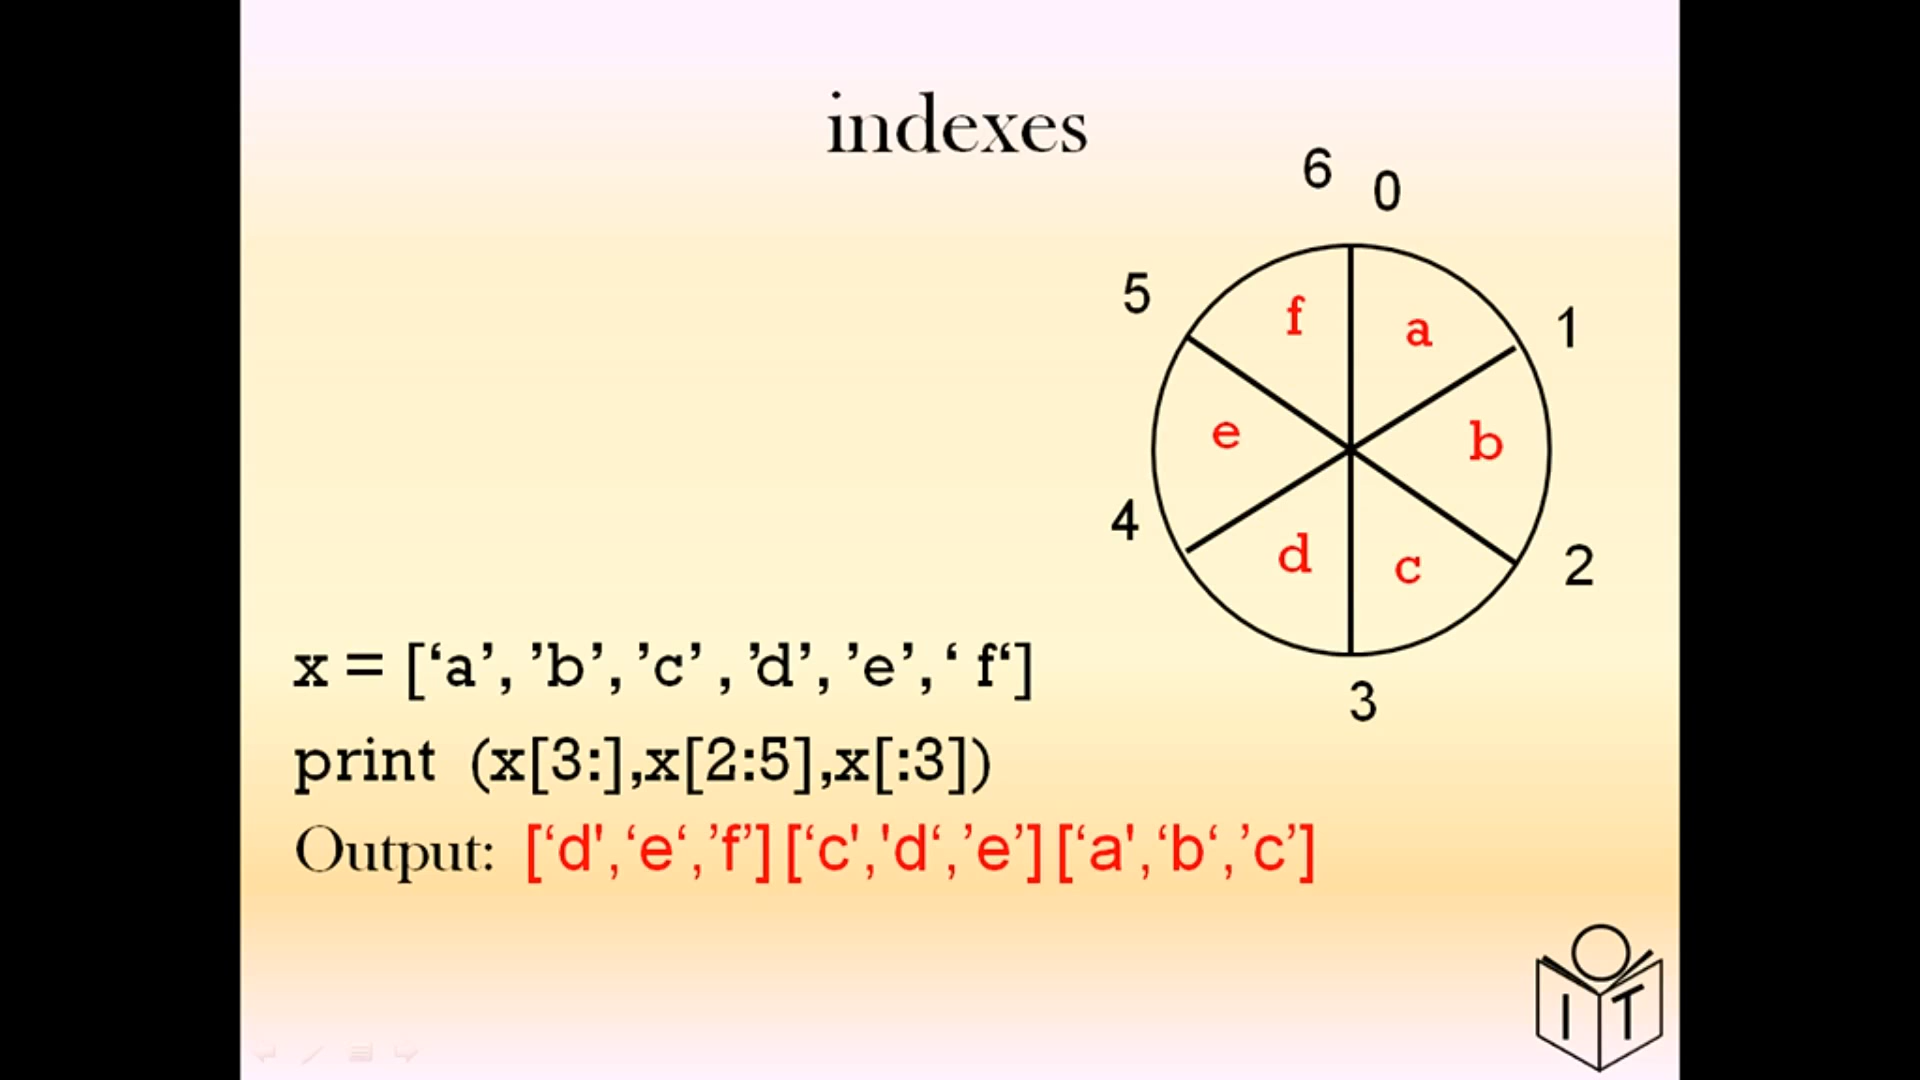 indexes
6 0
5
1
f a
e b
4
d c
2
3
x = [‘a’, ’b’, ’c’ , ’d’, ’e’, ‘ f‘]
print (x[3:],x[2:5],x[:3])
Output: [‘d',‘e‘,’f’] [‘c','d‘,’e’] [‘a',‘b‘,’c’]
I T